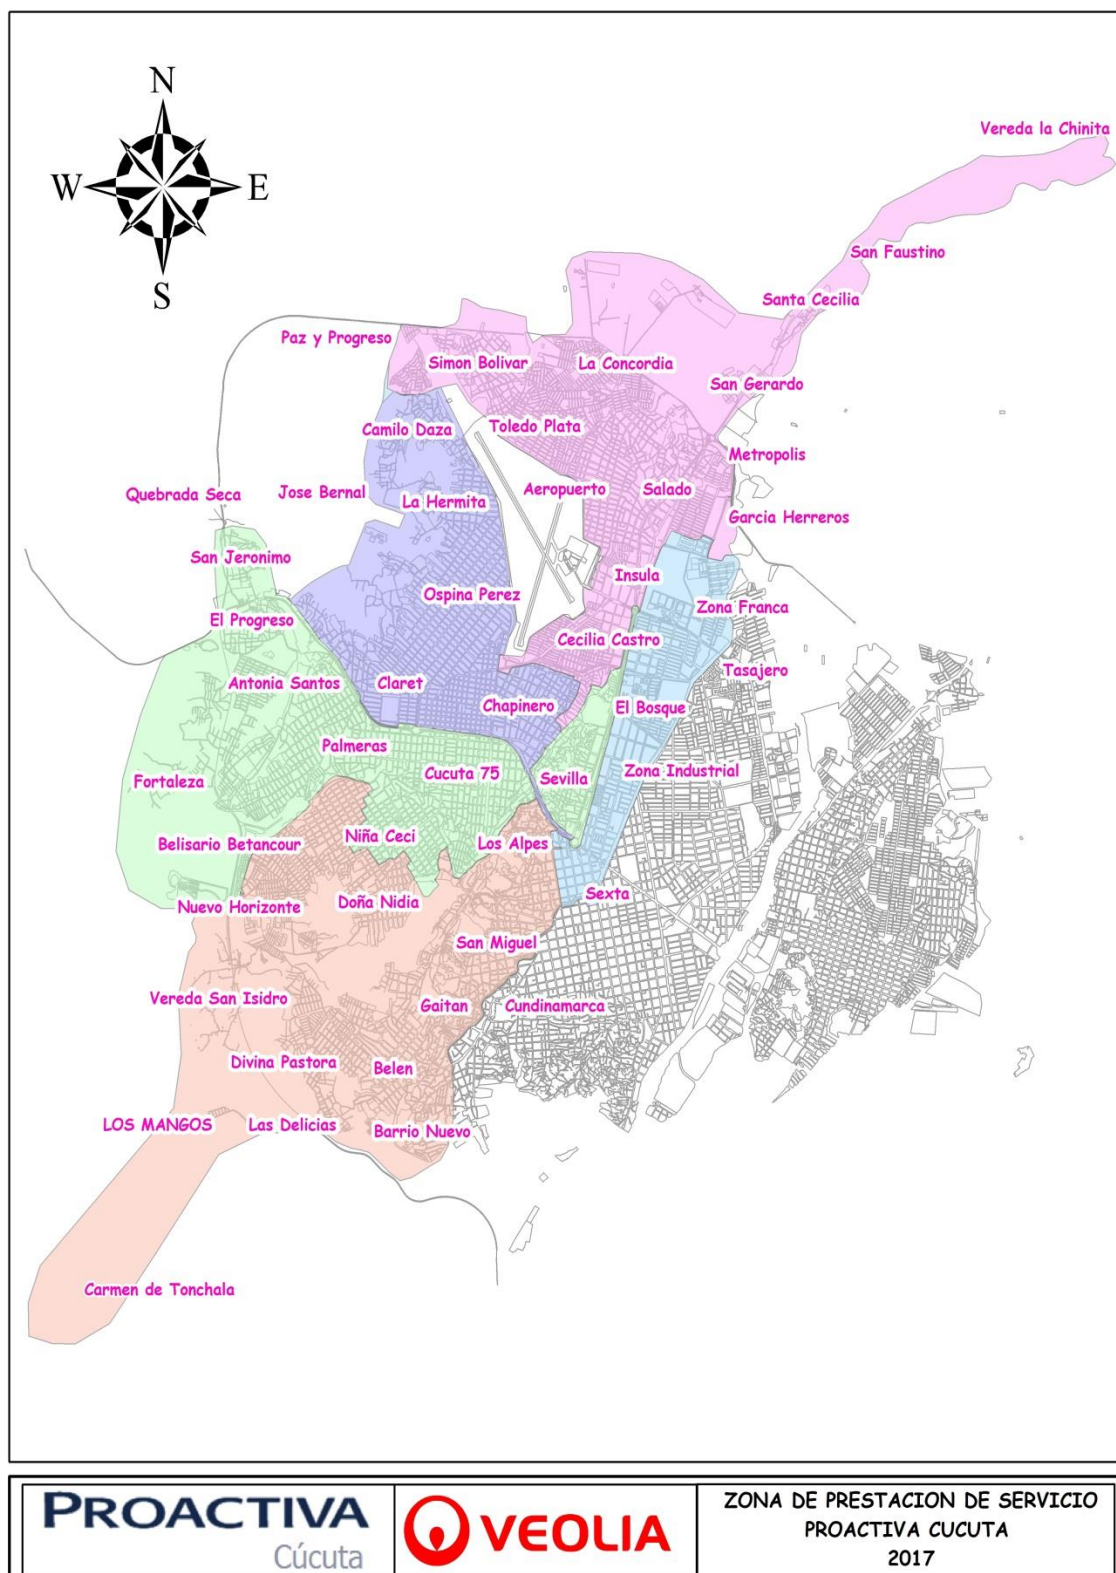 N
W
E
S
Vereda la Chinita
San Faustino
Santa Cecilia
Paz y Progreso
Simon Bolivar
La Concordia
San Gerardo
Camilo Daza
Toledo Plata
Metropolis
Quebrada Seca
Jose Bernal
La Hermita
Aeropuerto
Salado
Garcia Herreros
San Jeronimo
Insula
Ospina Perez
Zona Franca
El Progreso
Cecilia Castro
Tasajero
Antonia Santos
Claret
Chapinero
El Bosque
Palmeras
Cucuta 75
Sevilla
Zona Industrial
Fortaleza
Belisario Betancour
Niña Ceci
Los Alpes
Sexta
Nuevo Horizonte
Doña Nidia
San Miguel
Vereda San Isidro
Gaitan
Cundinamarca
Divina Pastora
Belen
LOS MANGOS
Las Delicias
Barrio Nuevo
Carmen de Tonchala
PROACTIVA
Cúcuta
VEOLIA
ZONA DE PRESTACION DE SERVICIO
PROACTIVA CUCUTA
2017